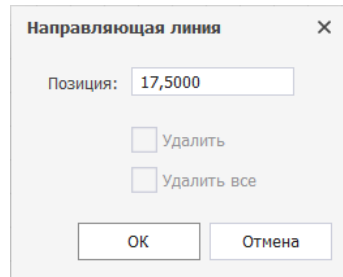 Направляющая линия
Позиция: 17,5000
Удалить
Удалить все
ОК Отмена